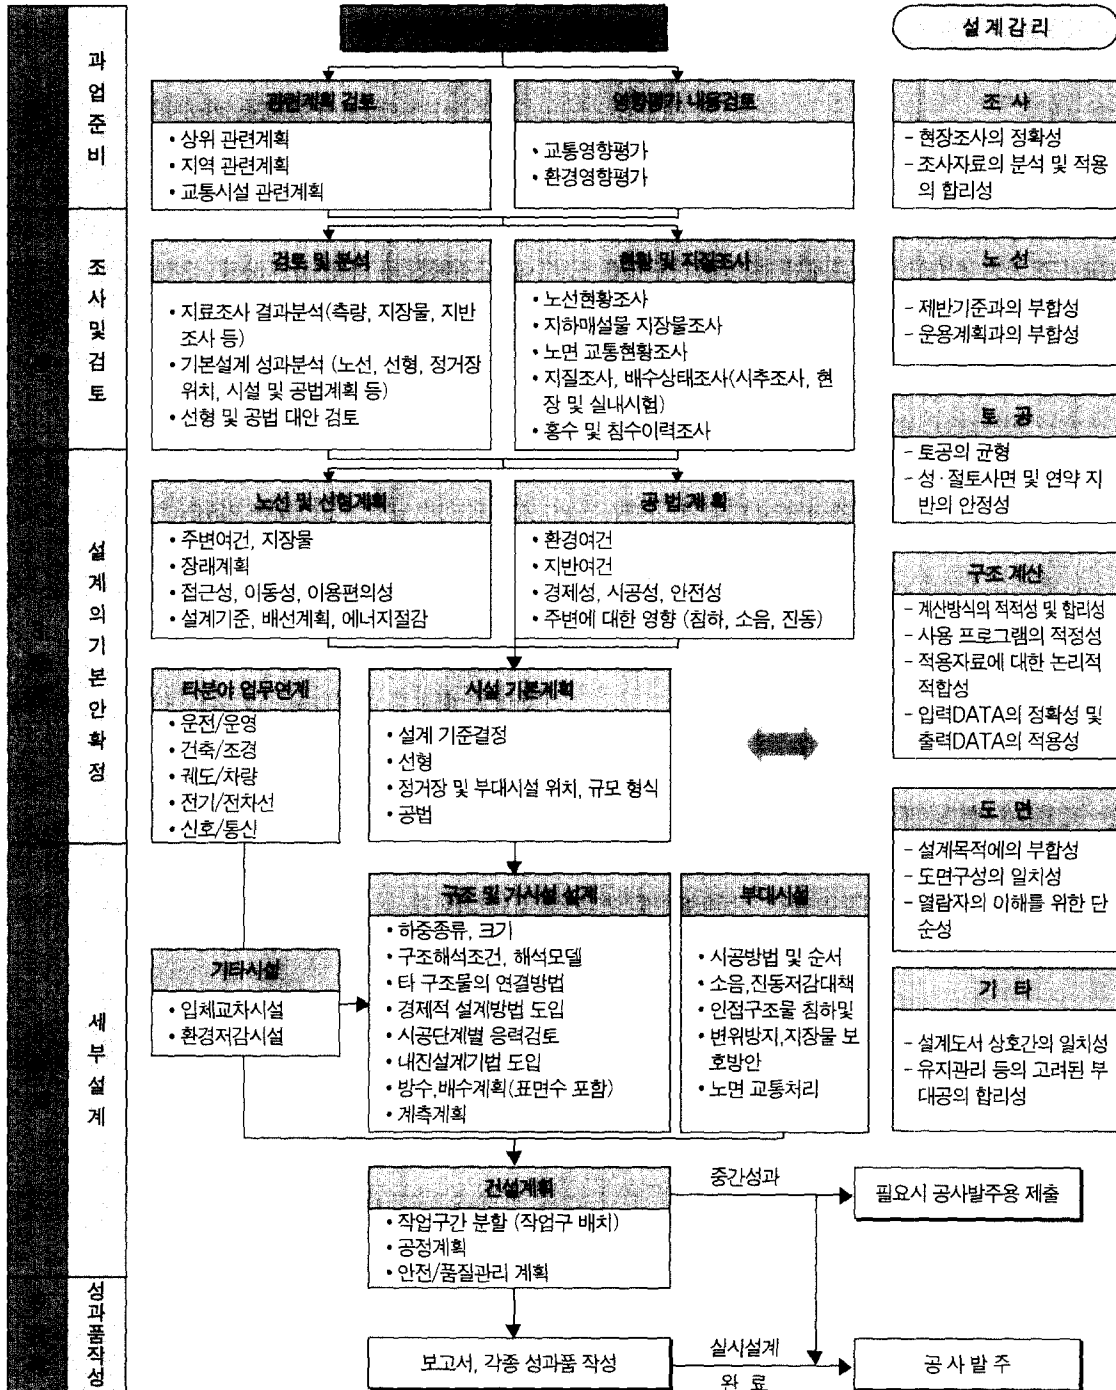 과업준비
관련계획 검토
• 상위 관련계획
• 지역 관련계획
• 교통시설 관련계획
영향평가 내용검토
• 교통영향평가
• 환경영향평가
조사및검토
검토 및 분석
• 지료조사 결과분석(측량, 지장물, 지반
조사 등)
• 기본설계 성과분석 (노선, 선형, 정거장
위치, 시설 및 공법계획 등)
• 선형 및 공법 대안 검토
현황 및 지질조사
• 노선현황조사
• 지하매설물 지장물조사
• 노면 교통현황조사
• 지질조사, 배수상태조사(시추조사, 현
장 및 실내시험)
• 홍수 및 침수이력조사
설계의기본안확정
노선 및 선형계획
• 주변여건, 지장물
• 장래계획
• 접근성, 이동성, 이용편의성
• 설계기준, 배선계획, 에너지절감
공 법 계 획
• 환경여건
• 지반여건
• 경제성, 시공성, 안전성
• 주변에 대한 영향 (침하, 소음, 진동)
타분야 업무연계
• 운전/운영
• 건축/조경
• 궤도/차량
• 전기/전차선
• 신호/통신
시설 기본계획
• 설계 기준결정
• 선형
• 정거장 및 부대시설 위치, 규모 형식
• 공법
세부설계
기타시설
• 입체교차시설
• 환경저감시설
구조 및 가시설 설계
• 하중종류, 크기
• 구조해석조건, 해석모델
• 타 구조물의 연결방법
• 경제적 설계방법 도입
• 시공단계별 응력검토
• 내진설계기법 도입
• 방수,배수계획(표면수 포함)
• 계측계획
부대시설
• 시공방법 및 순서
• 소음,진동저감대책
• 인접구조물 침하및
• 변위방지,지장물 보
호방안
• 노면 교통처리
건설계획
• 작업구간 분할 (작업구 배치)
• 공정계획
• 안전/품질관리 계획
중간성과
필요시 공사발주용 제출
성과품작성
보고서, 각종 성과품 작성
실시설계
완 료
공 사 발 주
설 계 감 리
조 사
- 현장조사의 정확성
- 조사자료의 분석 및 적용
의 합리성
노 선
- 제반기준과의 부합성
- 운용계획과의 부합성
토 공
- 토공의 균형
- 성·절토사면 및 연약 지
반의 안정성
구조 계산
- 계산방식의 적적성 및 합리성
- 사용 프로그램의 적정성
- 적용자료에 대한 논리적
적합성
- 입력DATA의 정확성 및
출력DATA의 적용성
도 면
- 설계목적에의 부합성
- 도면구성의 일치성
- 열람자의 이해를 위한 단
순성
기 타
- 설계도서 상호간의 일치성
- 유지관리 등의 고려된 부
대공의 합리성